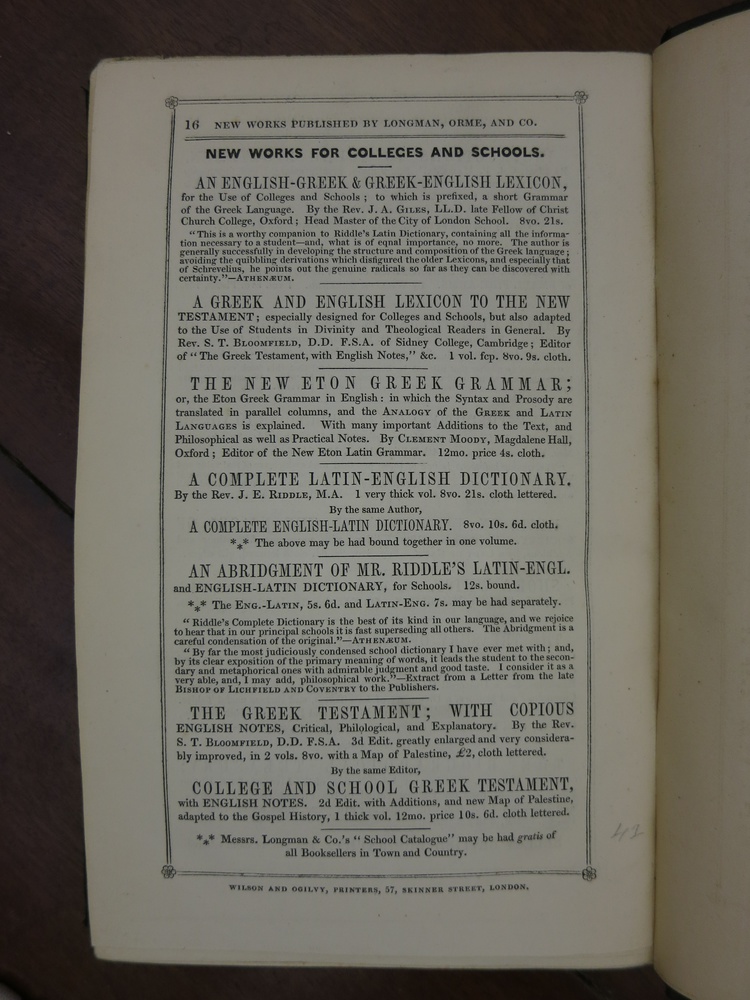 16 NEW WORKS PUBLISHED BY LONGMAN, ORME, AND CO.
NEW WORKS FOR COLLEGES AND SCHOOLS.
AN ENGLISH-GREEK & GREEK-ENGLISH LEXICON,
for the Use of Colleges and Schools; to which is prefixed, a short Grammar
of the Greek Language. By the Rev. J. A. GILES, LL.D. late Fellow of Christ
Church College, Oxford; Head Master of the City of London School. 8vo. 21s.
"This is a worthy companion to Riddle's Latin Dictionary, containing all the informa-
tion necessary to a student—and, what is of equal importance, no more. The author is
generally successful in developing the structure and composition of the Greek language;
avoiding the quibbling derivations which disfigured the older Lexicons, and especially that
of Schrevelius, he points out the genuine radicals so far as they can be discovered with
certainty."—ATHENÆUM.
A GREEK AND ENGLISH LEXICON TO THE NEW
TESTAMENT; especially designed for Colleges and Schools, but also adapted
to the Use of Students in Divinity and Theological Readers in General. By
Rev. S. T. BLOOMFIELD, D.D. F.S.A. of Sidney College, Cambridge; Editor
of "The Greek Testament, with English Notes," &c. 1 vol. fcp. 8vo. 9s. cloth.
THE NEW ETON GREEK GRAMMAR;
or, the Eton Greek Grammar in English: in which the Syntax and Prosody are
translated in parallel columns, and the ANALOGY of the GREEK and LATIN
LANGUAGES is explained. With many important Additions to the Text, and
Philosophical as well as Practical Notes. By CLEMENT MOODY, Magdalene Hall,
Oxford; Editor of the New Eton Latin Grammar. 12mo. price 4s. cloth.
A COMPLETE LATIN-ENGLISH DICTIONARY.
By the Rev. J. E. RIDDLE, M.A. 1 very thick vol. 8vo. 21s. cloth lettered.
By the same Author,
A COMPLETE ENGLISH-LATIN DICTIONARY. 8vo. 10s. 6d. cloth.
*** The above may be had bound together in one volume.
AN ABRIDGMENT OF MR. RIDDLE'S LATIN-ENGL.
and ENGLISH-LATIN DICTIONARY, for Schools. 12s. bound.
*** The ENG.-LATIN, 5s. 6d. and LATIN-ENG. 7s. may be had separately.
"Riddle's Complete Dictionary is the best of its kind in our language, and we rejoice
to hear that in our principal schools it is fast superseding all others. The Abridgment is a
careful condensation of the original."—ATHENÆUM.
"By far the most judiciously condensed school dictionary I have ever met with; and,
by its clear exposition of the primary meaning of words, it leads the student to the secon-
dary and metaphorical ones with admirable judgment and good taste. I consider it as a
very able, and, I may add, philosophical work."—Extract from a Letter from the late
BISHOP OF LICHFIELD AND COVENTRY to the Publishers.
THE GREEK TESTAMENT; WITH COPIOUS
ENGLISH NOTES, Critical, Philological, and Explanatory. By the Rev.
S. T. BLOOMFIELD, D.D. F.S.A. 3d Edit. greatly enlarged and very considera-
bly improved, in 2 vols. 8vo. with a Map of Palestine, £2, cloth lettered.
By the same Editor,
COLLEGE AND SCHOOL GREEK TESTAMENT,
with ENGLISH NOTES. 2d Edit. with Additions, and new Map of Palestine,
adapted to the Gospel History, 1 thick vol. 12mo. price 10s. 6d. cloth lettered.
*** Messrs. Longman & Co.'s "School Catalogue" may be had gratis of
all Booksellers in Town and Country.
WILSON AND OGILVY, PRINTERS, 57, SKINNER STREET, LONDON.
42